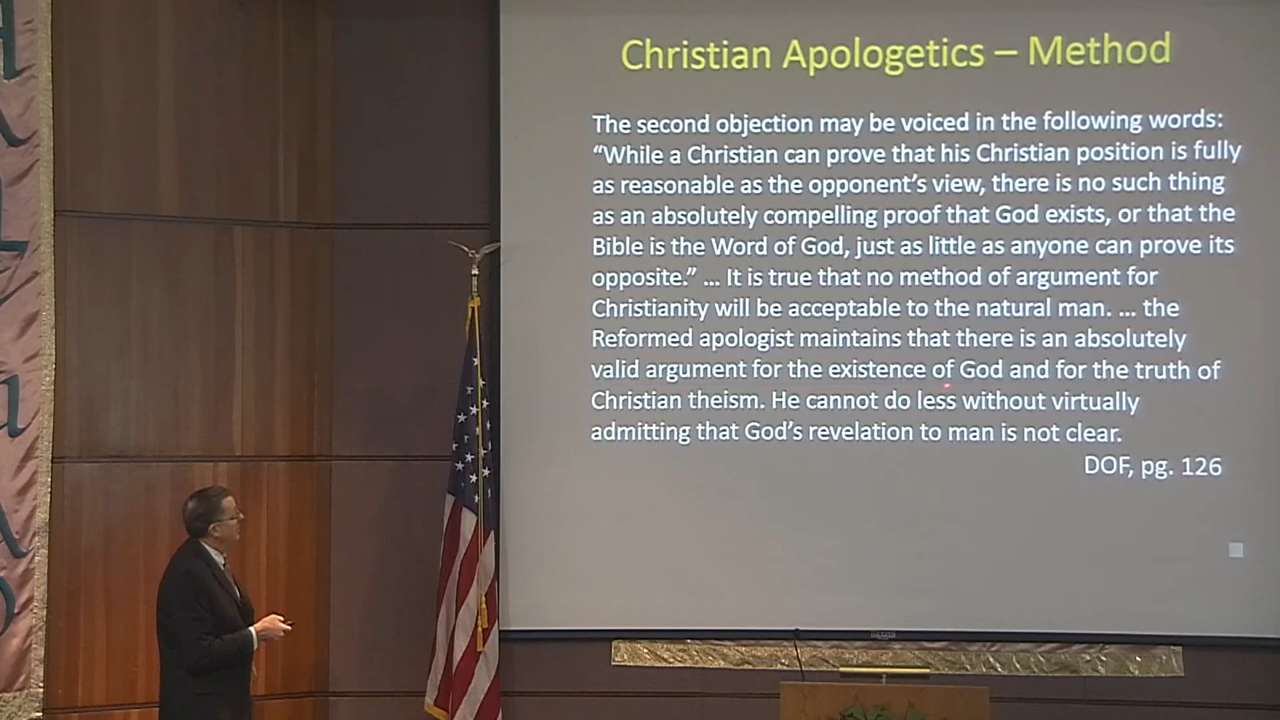 Christian Apologetics – Method
The second objection may be voiced in the following words:
“While a Christian can prove that his Christian position is fully
as reasonable as the opponent’s view, there is no such thing
as an absolutely compelling proof that God exists, or that the
Bible is the Word of God, just as little as anyone can prove its
opposite.” … It is true that no method of argument for
Christianity will be acceptable to the natural man. … the
Reformed apologist maintains that there is an absolutely
valid argument for the existence of God and for the truth of
Christian theism. He cannot do less without virtually
admitting that God’s revelation to man is not clear.
DOF, pg. 126